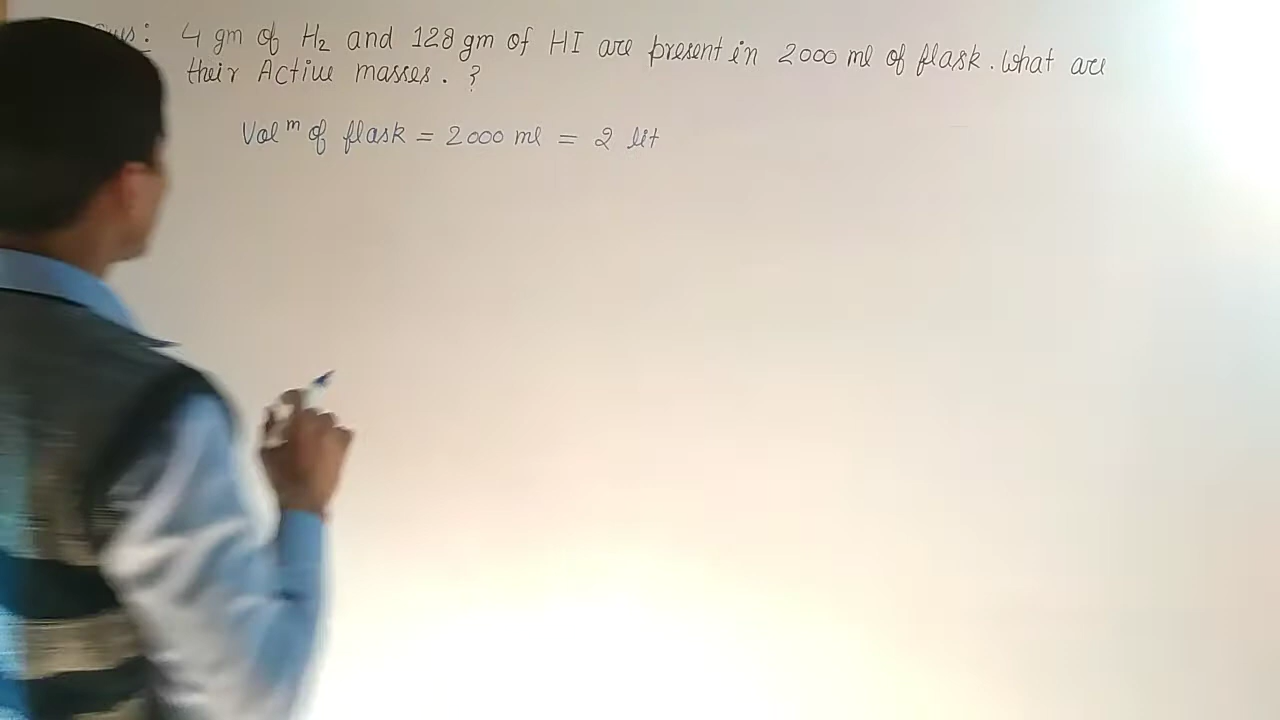 4 gm of H₂ and 128 gm of HI are present in 2000 ml of flask. What are
their Active masses. ?
Volᵐ of flask = 2000 ml = 2 lit